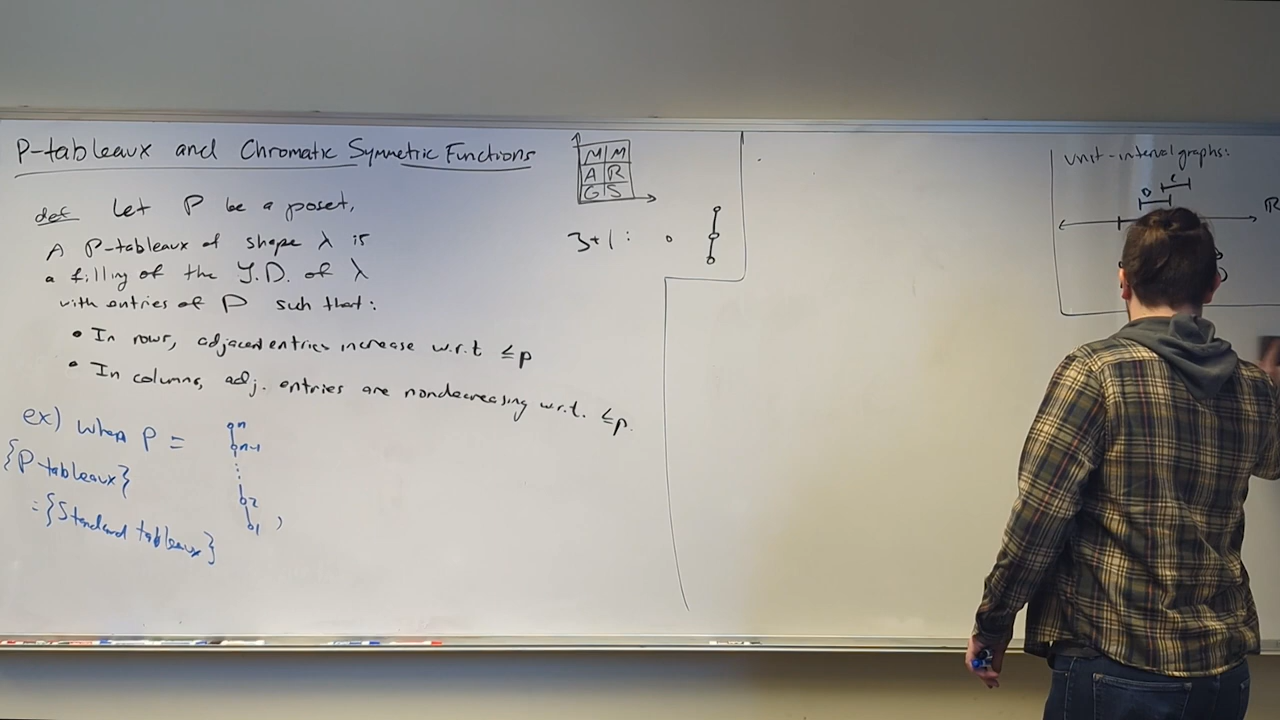 P-tableaux and Chromatic Symmetric Functions
def Let P be a poset,
A P-tableaux of shape λ is
a filling of the Y.D. of λ
with entries of P such that:
• In rows, adjacent entries increase w.r.t ≤p
• In columns, adj. entries are nondecreasing w.r.t. ≤p.
ex) when P =
n
n-1
2
1 ,
{P-tableaux}
= {Standard tableaux}
M M
A R
G S
3+1:
unit-interval graphs:
R